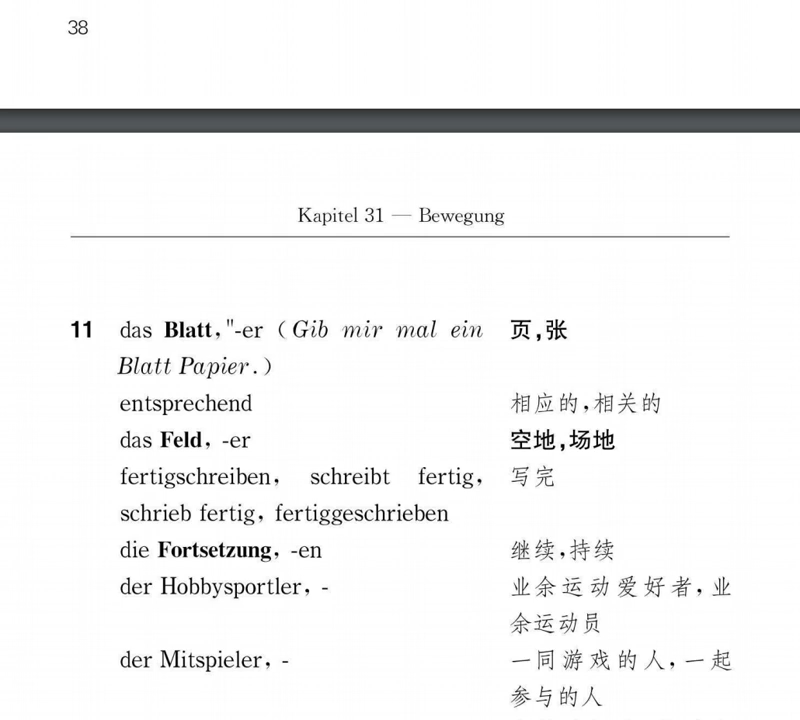 38
Kapitel 31 — Bewegung
11 das Blatt, "-er (Gib mir mal ein 页,张
Blatt Papier.)
entsprechend 相应的,相关的
das Feld, -er 空地,场地
fertigschreiben, schreibt fertig, 写完
schrieb fertig, fertiggeschrieben
die Fortsetzung, -en 继续,持续
der Hobbysportler, - 业余运动爱好者,业
余运动员
der Mitspieler, - 一同游戏的人,一起
参与的人